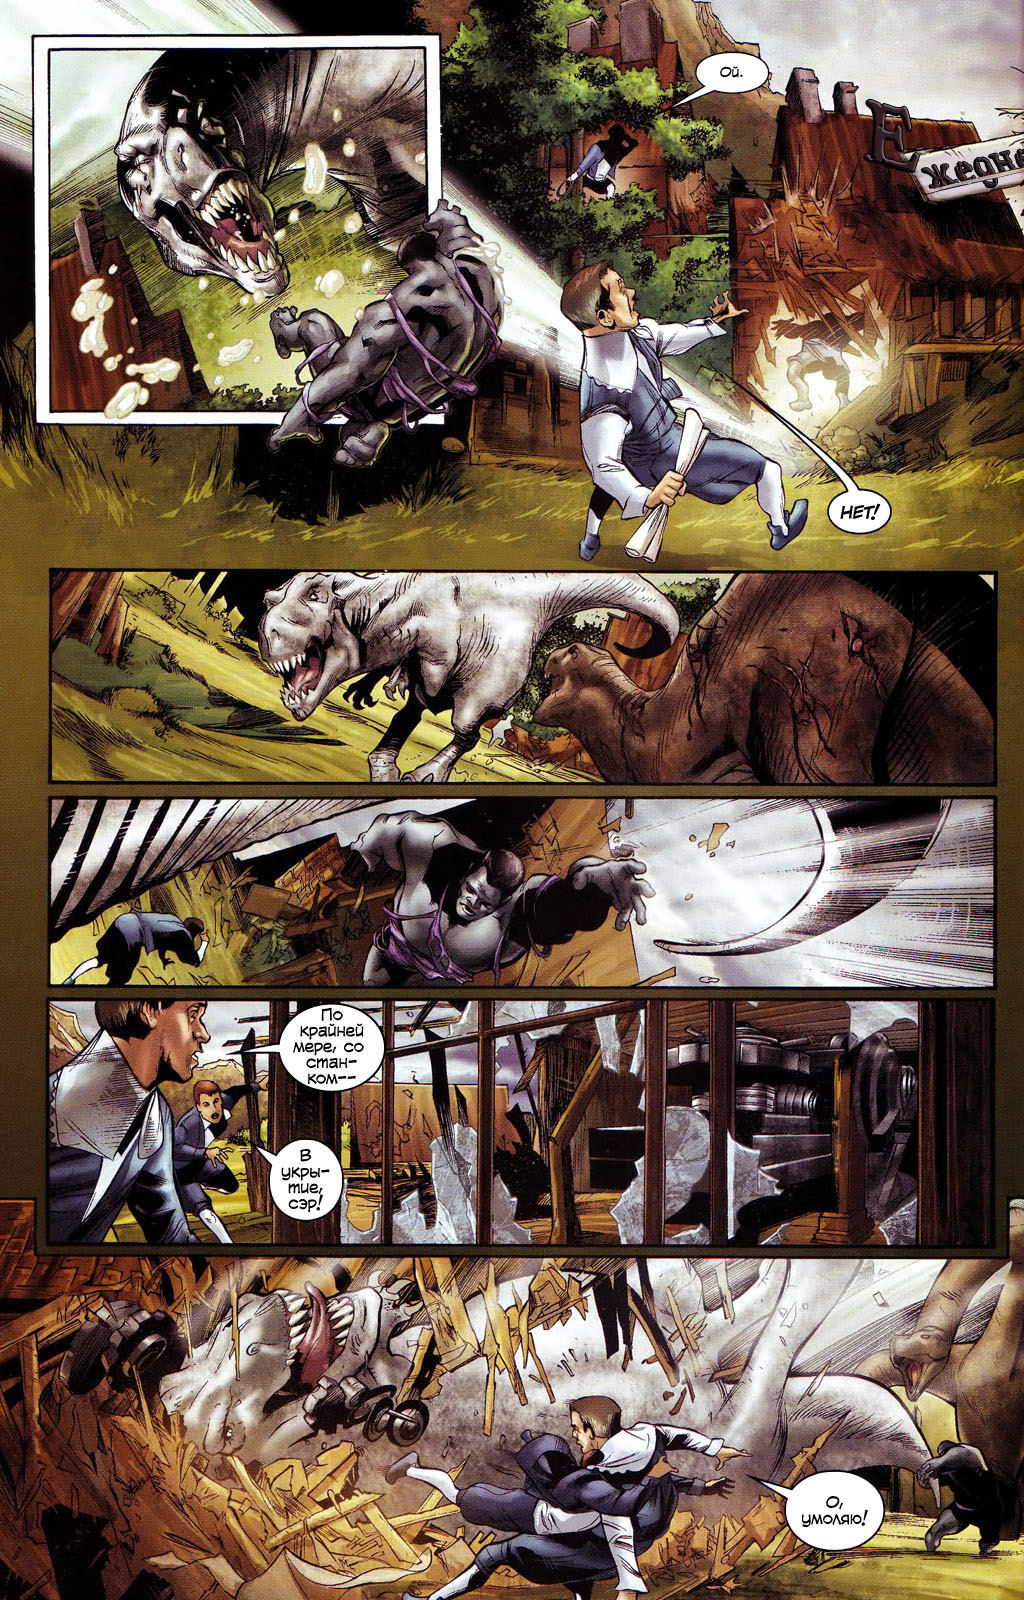 Ой.
Ежедне
НЕТ!
По
крайней
мере, со
стан-
ком--
В
укры-
тие,
сэр!
О,
умоляю!